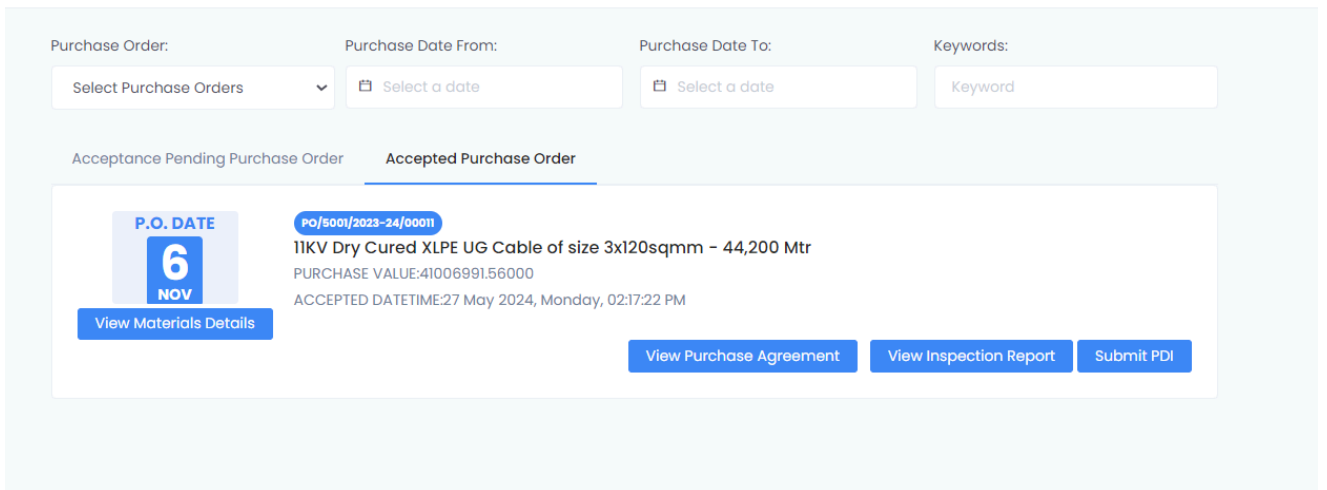 Purchase Order: Purchase Date From: Purchase Date To: Keywords:
Select Purchase Orders Select a date Select a date Keyword
Acceptance Pending Purchase Order Accepted Purchase Order
P.O. DATE
6
NOV
View Materials Details
PO/5001/2023-24/00011
11KV Dry Cured XLPE UG Cable of size 3x120sqmm - 44,200 Mtr
PURCHASE VALUE:41006991.56000
ACCEPTED DATETIME:27 May 2024, Monday, 02:17:22 PM
View Purchase Agreement View Inspection Report Submit PDI